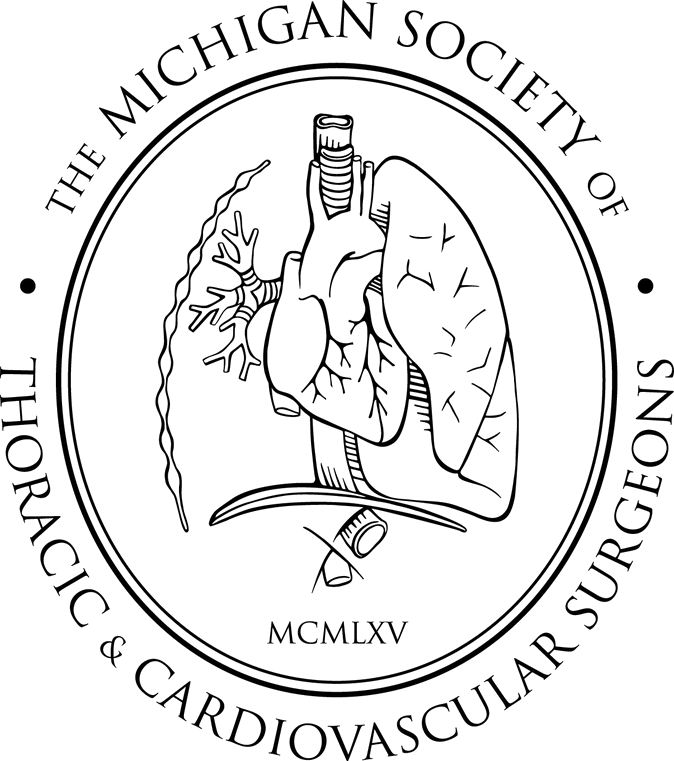 THE MICHIGAN SOCIETY OF
THORACIC & CARDIOVASCULAR SURGEONS
MCMLXV